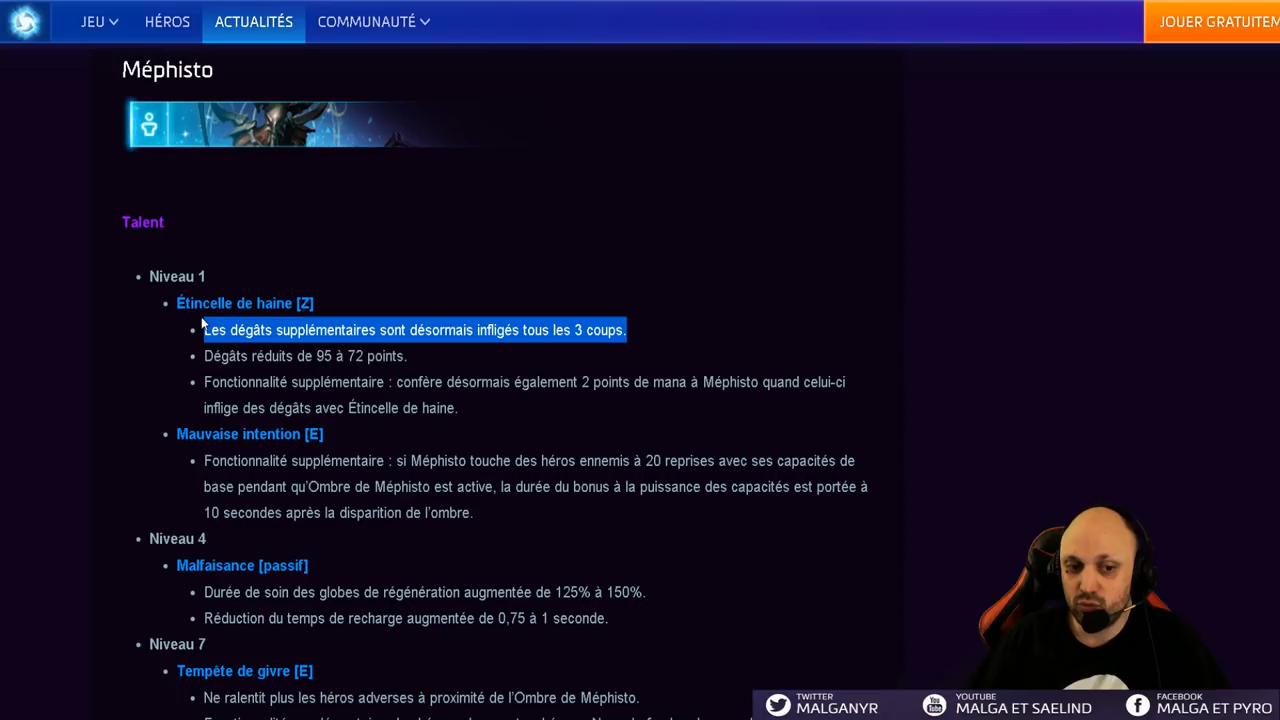 JEU HÉROS ACTUALITÉS COMMUNAUTÉ JOUER GRATUITEM
Méphisto
Talent
Niveau 1
Étincelle de haine [Z]
Les dégâts supplémentaires sont désormais infligés tous les 3 coups.
Dégâts réduits de 95 à 72 points.
Fonctionnalité supplémentaire : confère désormais également 2 points de mana à Méphisto quand celui-ci
inflige des dégâts avec Étincelle de haine.
Mauvaise intention [E]
Fonctionnalité supplémentaire : si Méphisto touche des héros ennemis à 20 reprises avec ses capacités de
base pendant qu'Ombre de Méphisto est active, la durée du bonus à la puissance des capacités est portée à
10 secondes après la disparition de l'ombre.
Niveau 4
Malfaisance [passif]
Durée de soin des globes de régénération augmentée de 125% à 150%.
Réduction du temps de recharge augmentée de 0,75 à 1 seconde.
Niveau 7
Tempête de givre [E]
Ne ralentit plus les héros adverses à proximité de l'Ombre de Méphisto.
TWITTER
MALGANYR
YOUTUBE
MALGA ET SAELIND
FACEBOOK
MALGA ET PYRO